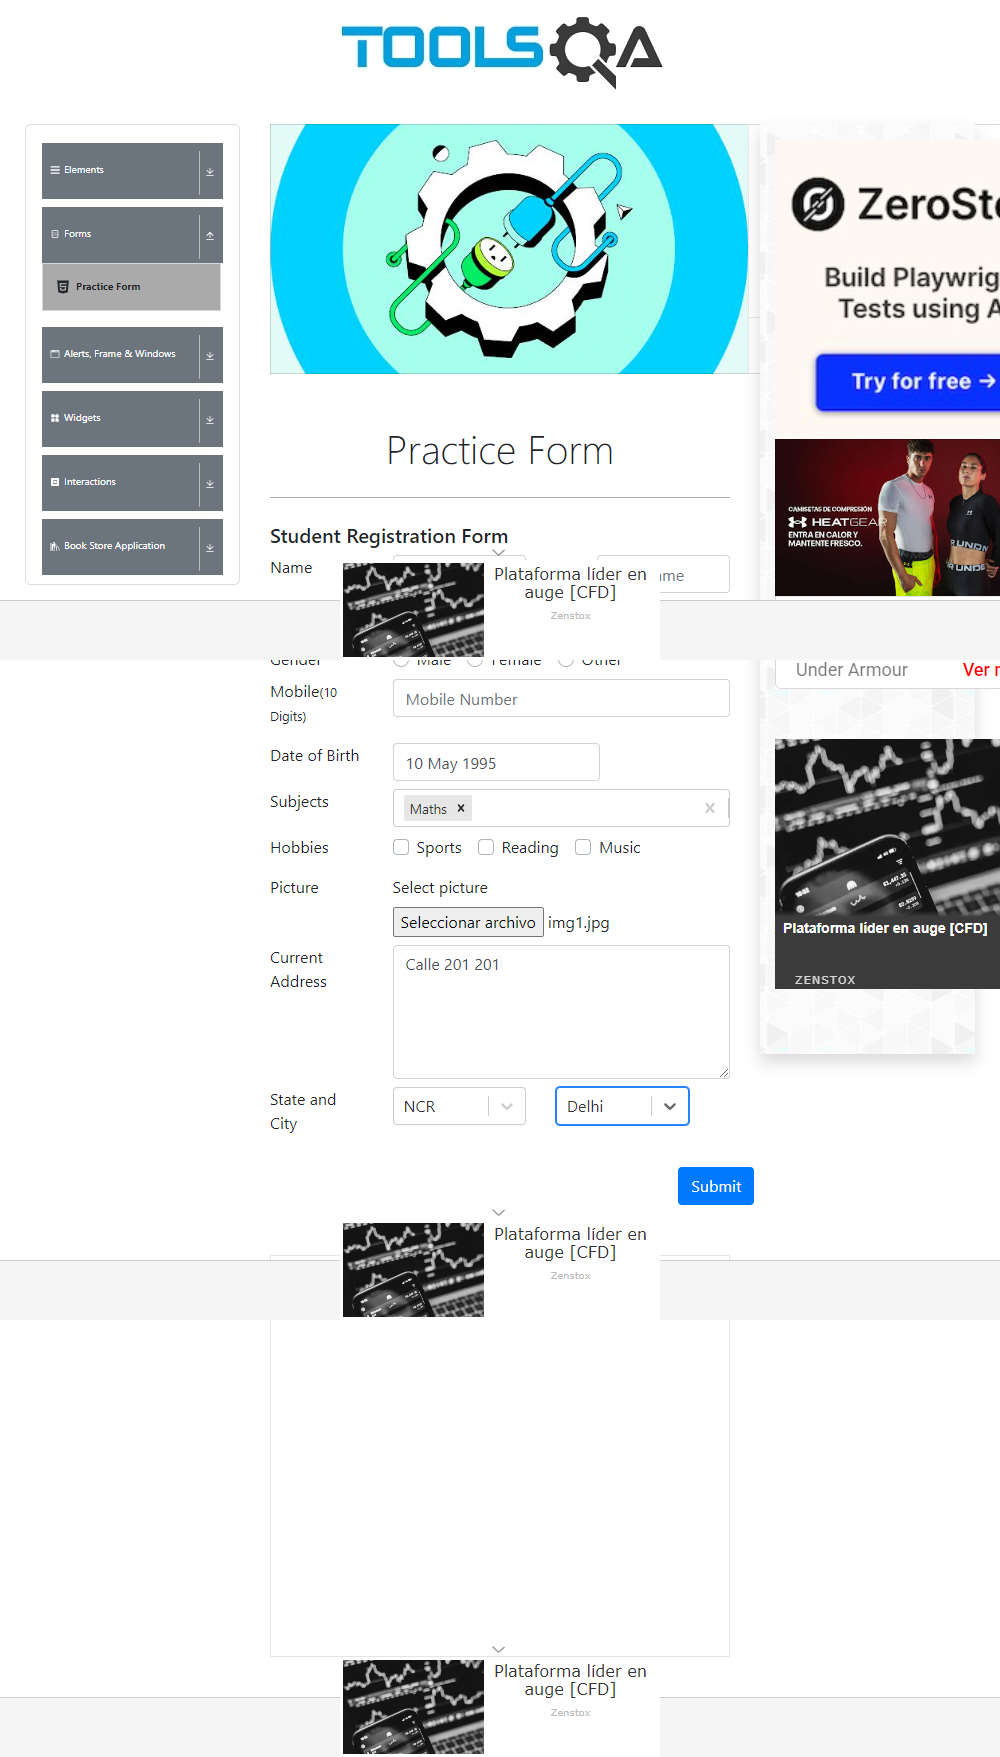 TOOLSQA
Elements
Forms
Practice Form
Alerts, Frame & Windows
Widgets
Interactions
Book Store Application
ZeroSte
Build Playwrig
Tests using A
Try for free →
CAMISETAS DE COMPRESIÓN
HEATGEAR
ENTRA EN CALOR Y
MANTENTE FRESCO.
Under Armour
Ver
Practice Form
Student Registration Form
Name
ame
Plataforma líder en
auge [CFD]
Zenstox
Gender
Male
Female
Other
Mobile(10
Digits)
Mobile Number
Date of Birth
10 May 1995
Subjects
Maths ×
Hobbies
Sports
Reading
Music
Picture
Select picture
Seleccionar archivo img1.jpg
Current
Address
Calle 201 201
State and
City
NCR
Delhi
Submit
Plataforma líder en auge [CFD]
ZENSTOX
Plataforma líder en
auge [CFD]
Zenstox
Plataforma líder en
auge [CFD]
Zenstox